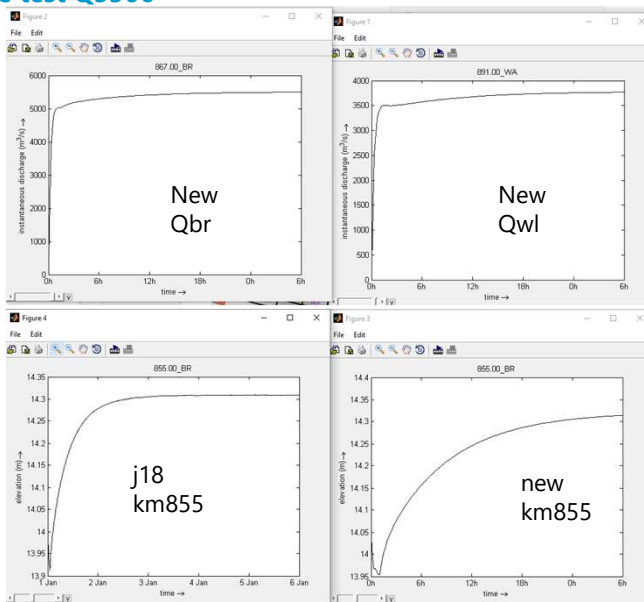 Figure 2
File Edit
867.00_BR
6000
5000
4000
3000
2000
1000
0
instantaneous discharge (m³/s) →
New
Qbr
0h 6h 12h 18h 0h 6h
time →
Figure 1
File Edit
891.00_WA
4000
3500
3000
2500
2000
1500
1000
500
0
instantaneous discharge (m³/s) →
New
Qwl
0h 6h 12h 18h 0h 6h
time →
Figure 4
File Edit
855.00_BR
14.35
14.3
14.25
14.2
14.15
14.1
14.05
14
13.95
13.9
elevation (m) →
j18
km855
1 Jan 2 Jan 3 Jan 4 Jan 5 Jan 6 Jan
time →
Figure 3
File Edit
855.00_BR
14.4
14.35
14.3
14.25
14.2
14.15
14.1
14.05
14
13.95
elevation (m) →
new
km855
0h 6h 12h 18h 0h 6h
time →